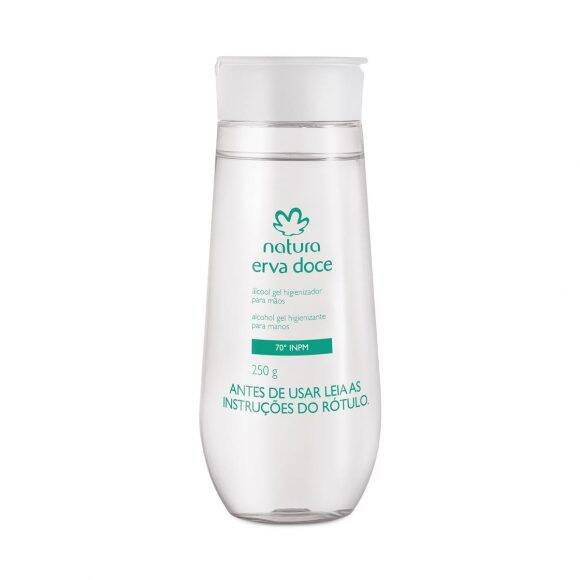 natura
erva doce
álcool gel higienizador
para mãos
alcohol gel higienizante
para manos
70° INPM
250 g
ANTES DE USAR LEIA AS
INSTRUÇÕES DO RÓTULO.